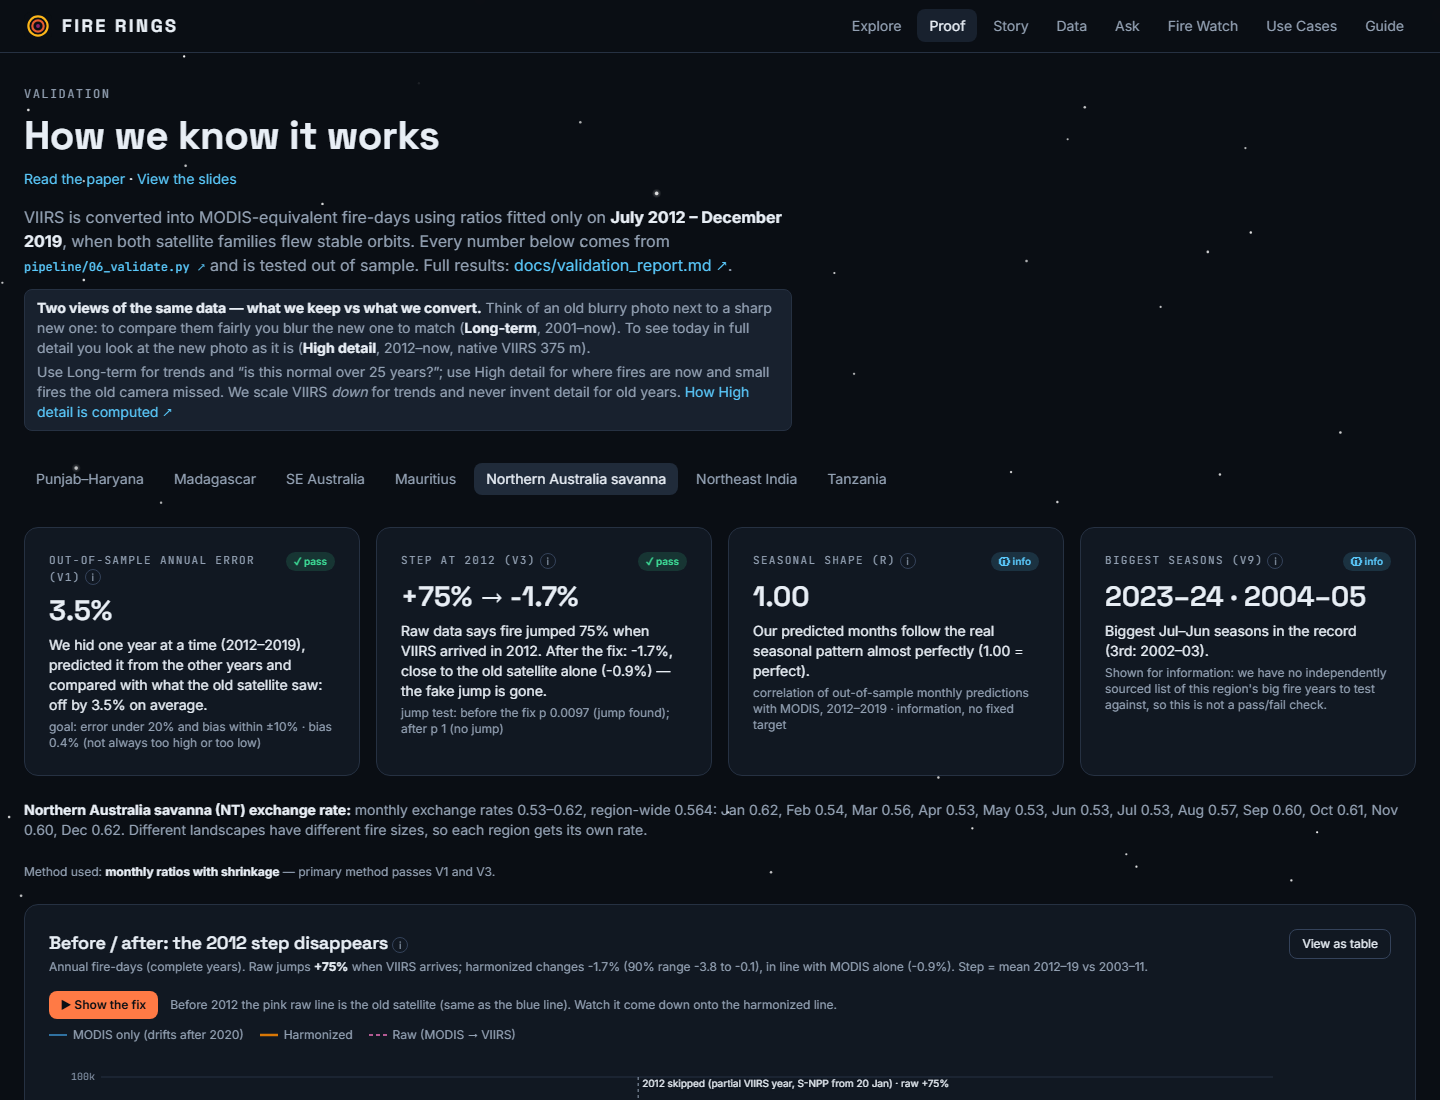 FIRE RINGS
Explore
Proof
Story
Data
Ask
Fire Watch
Use Cases
Guide
VALIDATION
How we know it works
Read the paper · View the slides
VIIRS is converted into MODIS-equivalent fire-days using ratios fitted only on July 2012 – December
2019, when both satellite families flew stable orbits. Every number below comes from
pipeline/06_validate.py ↗ and is tested out of sample. Full results: docs/validation_report.md ↗.
Two views of the same data — what we keep vs what we convert. Think of an old blurry photo next to a sharp
new one: to compare them fairly you blur the new one to match (Long-term, 2001–now). To see today in full
detail you look at the new photo as it is (High detail, 2012–now, native VIIRS 375 m).
Use Long-term for trends and “is this normal over 25 years?”; use High detail for where fires are now and small
fires the old camera missed. We scale VIIRS down for trends and never invent detail for old years. How High
detail is computed ↗
Punjab–Haryana
Madagascar
SE Australia
Mauritius
Northern Australia savanna
Northeast India
Tanzania
OUT-OF-SAMPLE ANNUAL ERROR
(V1) i
✓ pass
3.5%
We hid one year at a time (2012–2019),
predicted it from the other years and
compared with what the old satellite saw:
off by 3.5% on average.
goal: error under 20% and bias within ±10% · bias
0.4% (not always too high or too low)
STEP AT 2012 (V3) i
✓ pass
+75% → -1.7%
Raw data says fire jumped 75% when
VIIRS arrived in 2012. After the fix: -1.7%,
close to the old satellite alone (-0.9%) —
the fake jump is gone.
jump test: before the fix p 0.0097 (jump found);
after p 1 (no jump)
SEASONAL SHAPE (R) i
ⓘ info
1.00
Our predicted months follow the real
seasonal pattern almost perfectly (1.00 =
perfect).
correlation of out-of-sample monthly predictions
with MODIS, 2012–2019 · information, no fixed
target
BIGGEST SEASONS (V9) i
ⓘ info
2023–24 · 2004–05
Biggest Jul–Jun seasons in the record
(3rd: 2002–03).
Shown for information: we have no independently
sourced list of this region's big fire years to test
against, so this is not a pass/fail check.
Northern Australia savanna (NT) exchange rate: monthly exchange rates 0.53–0.62, region-wide 0.564: Jan 0.62, Feb 0.54, Mar 0.56, Apr 0.53, May 0.53, Jun 0.53, Jul 0.53, Aug 0.57, Sep 0.60, Oct 0.61, Nov
0.60, Dec 0.62. Different landscapes have different fire sizes, so each region gets its own rate.
Method used: monthly ratios with shrinkage — primary method passes V1 and V3.
Before / after: the 2012 step disappears i
View as table
Annual fire-days (complete years). Raw jumps +75% when VIIRS arrives; harmonized changes -1.7% (90% range -3.8 to -0.1), in line with MODIS alone (-0.9%). Step = mean 2012–19 vs 2003–11.
▶ Show the fix
Before 2012 the pink raw line is the old satellite (same as the blue line). Watch it come down onto the harmonized line.
MODIS only (drifts after 2020)
Harmonized
Raw (MODIS → VIIRS)
100k
2012 skipped (partial VIIRS year, S-NPP from 20 Jan) · raw +75%